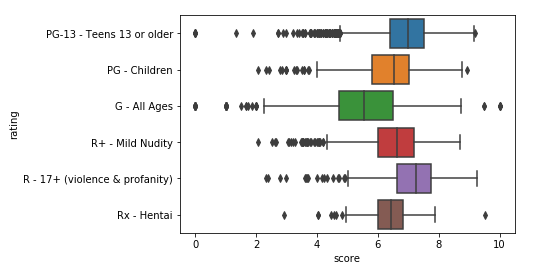 PG-13 - Teens 13 or older
PG - Children
G - All Ages
R+ - Mild Nudity
R - 17+ (violence & profanity)
Rx - Hentai
rating
0 2 4 6 8 10
score